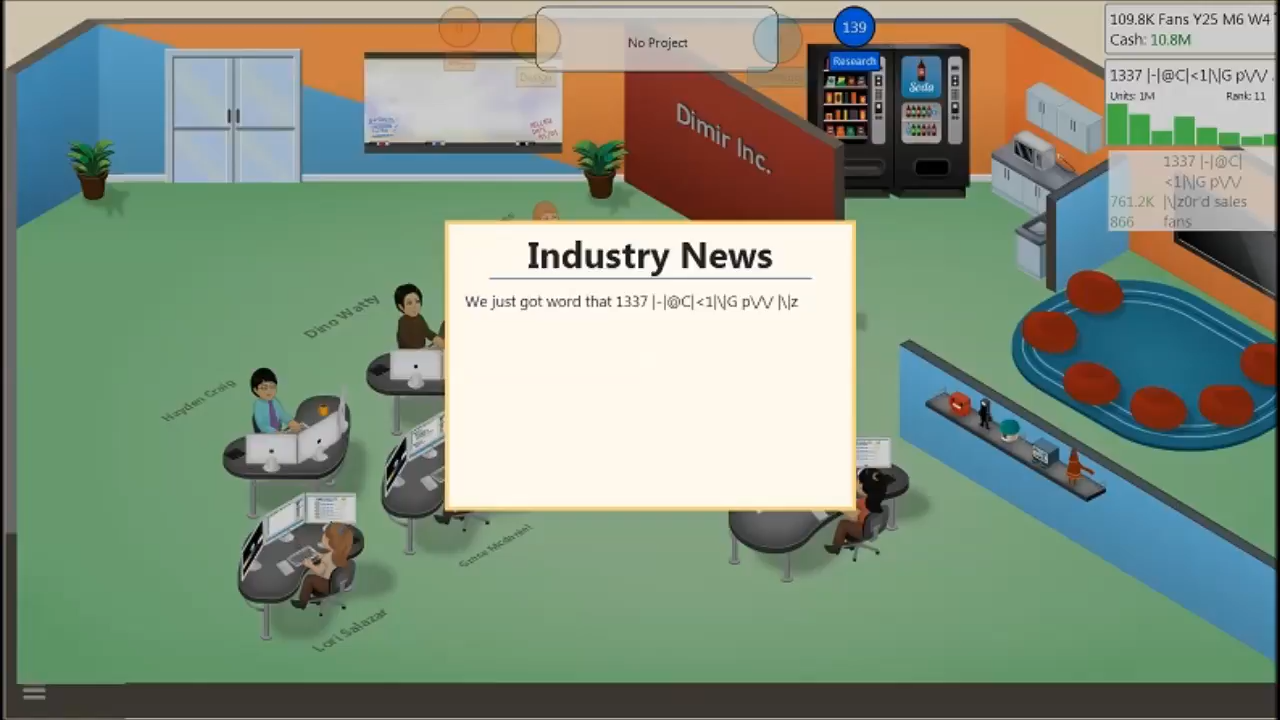 No Project
139
Research
109.8K Fans Y25 M6 W4
Cash: 10.8M
1337 |-|@C|<1|\|G p\/\/ .
Units: 1M
Rank: 11
1337 |-|@C|
<1|\|G p\/\/
761.2K |\|z0r'd sales
866 fans
Design
Soda
Dimir Inc.
Industry News
We just got word that 1337 |-|@C|<1|\|G p\/\/ |\|z
Dino Watty
Hayden Craig
Lori Salazar